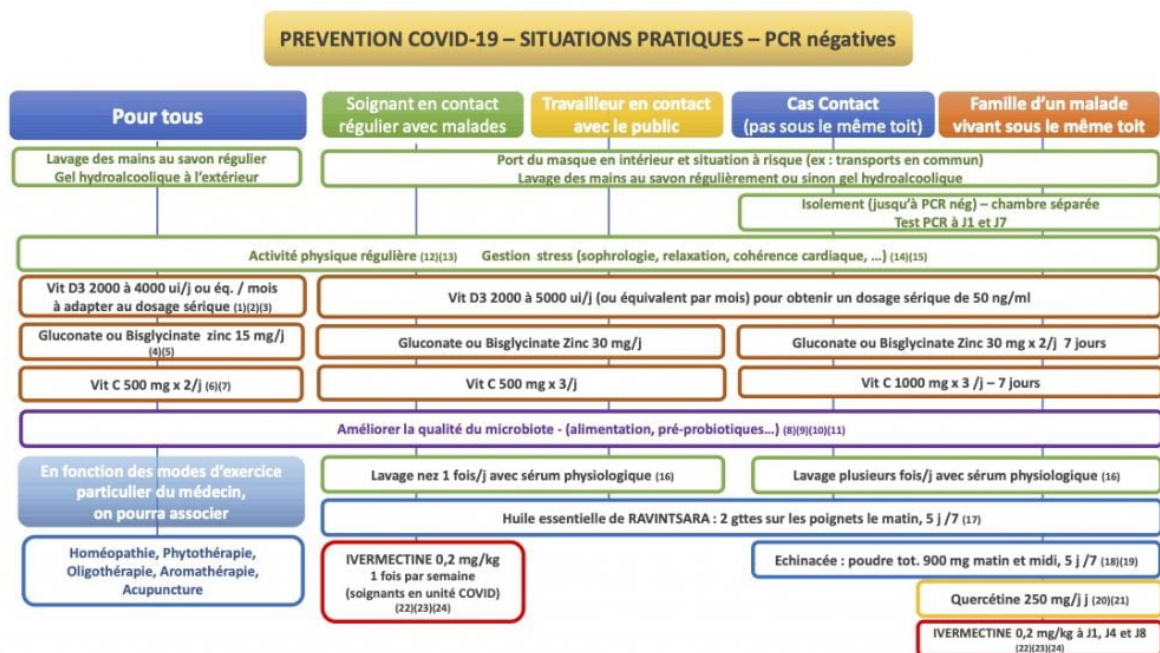 PREVENTION COVID-19 – SITUATIONS PRATIQUES – PCR négatives
Pour tous
Soignant en contact
régulier avec malades
Travailleur en contact
avec le public
Cas Contact
(pas sous le même toit)
Famille d'un malade
vivant sous le même toit
Lavage des mains au savon régulier
Gel hydroalcoolique à l'extérieur
Port du masque en intérieur et situation à risque (ex : transports en commun)
Lavage des mains au savon régulièrement ou sinon gel hydroalcoolique
Isolement (jusqu'à PCR nég) – chambre séparée
Test PCR à J1 et J7
Activité physique régulière (12)(13) Gestion stress (sophrologie, relaxation, cohérence cardiaque, ...) (14)(15)
Vit D3 2000 à 4000 ui/j ou éq. / mois
à adapter au dosage sérique (1)(2)(3)
Vit D3 2000 à 5000 ui/j (ou équivalent par mois) pour obtenir un dosage sérique de 50 ng/ml
Gluconate ou Bisglycinate zinc 15 mg/j
(4)(5)
Gluconate ou Bisglycinate Zinc 30 mg/j
Gluconate ou Bisglycinate Zinc 30 mg x 2/j 7 jours
Vit C 500 mg x 2/j (6)(7)
Vit C 500 mg x 3/j
Vit C 1000 mg x 3 /j – 7 jours
Améliorer la qualité du microbiote - (alimentation, pré-probiotiques...) (8)(9)(10)(11)
En fonction des modes d'exercice
particulier du médecin,
on pourra associer
Lavage nez 1 fois/j avec sérum physiologique (16)
Lavage plusieurs fois/j avec sérum physiologique (16)
Huile essentielle de RAVINTSARA : 2 gttes sur les poignets le matin, 5 j /7 (17)
Homéopathie, Phytothérapie,
Oligothérapie, Aromathérapie,
Acupuncture
IVERMECTINE 0,2 mg/kg
1 fois par semaine
(soignants en unité COVID)
(22)(23)(24)
Echinacée : poudre tot. 900 mg matin et midi, 5 j /7 (18)(19)
Quercétine 250 mg/j j (20)(21)
IVERMECTINE 0,2 mg/kg à J1, J4 et J8
(22)(23)(24)